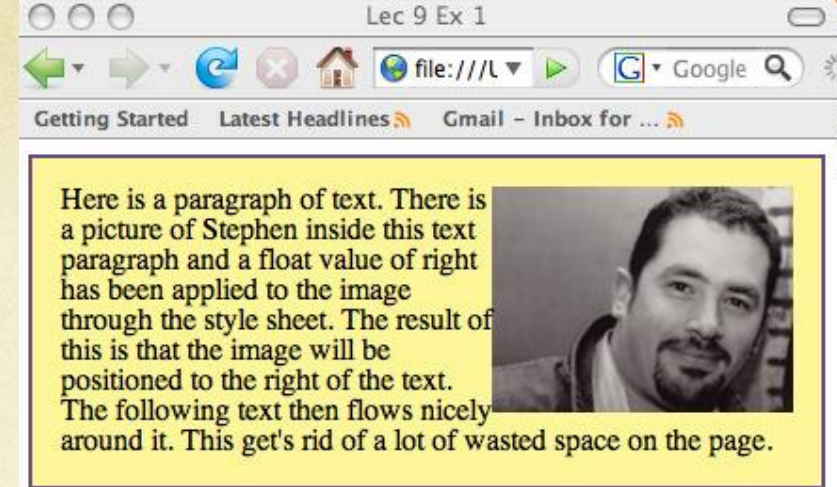 Lec 9 Ex 1
file:///L
G Google
Getting Started Latest Headlines Gmail - Inbox for ...
Here is a paragraph of text. There is
a picture of Stephen inside this text
paragraph and a float value of right
has been applied to the image
through the style sheet. The result of
this is that the image will be
positioned to the right of the text.
The following text then flows nicely
around it. This get's rid of a lot of wasted space on the page.